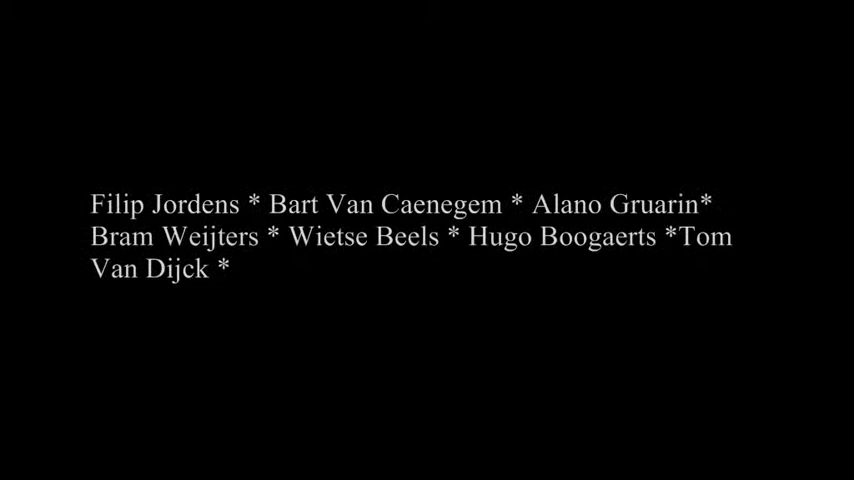 Filip Jordens * Bart Van Caenegem * Alano Gruarin*
Bram Weijters * Wietse Beels * Hugo Boogaerts *Tom
Van Dijck *